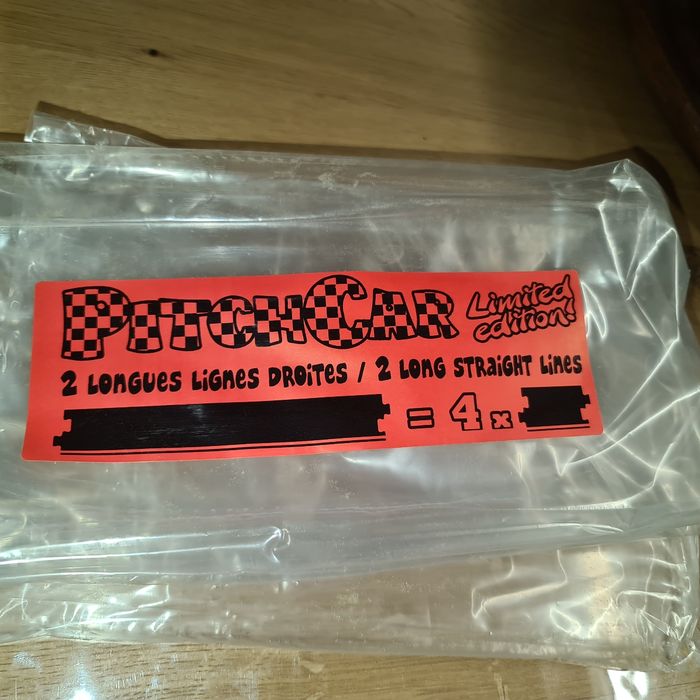 PITCHCAR Limited edition!
2 LONGUES LIGNES DROITES / 2 LONG STRAIGHT LINES
= 4 x